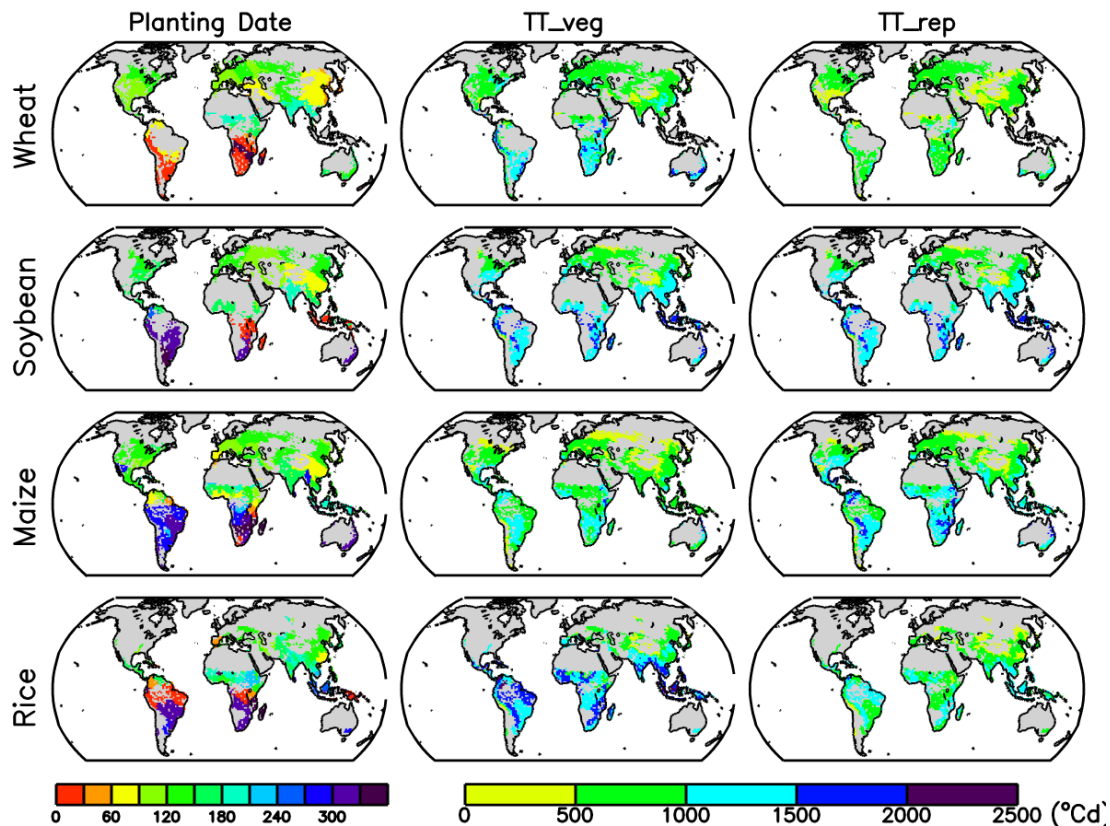 Planting Date TT_veg TT_rep
Wheat
Soybean
Maize
Rice
0 60 120 180 240 300
0 500 1000 1500 2000 2500 (°Cd)